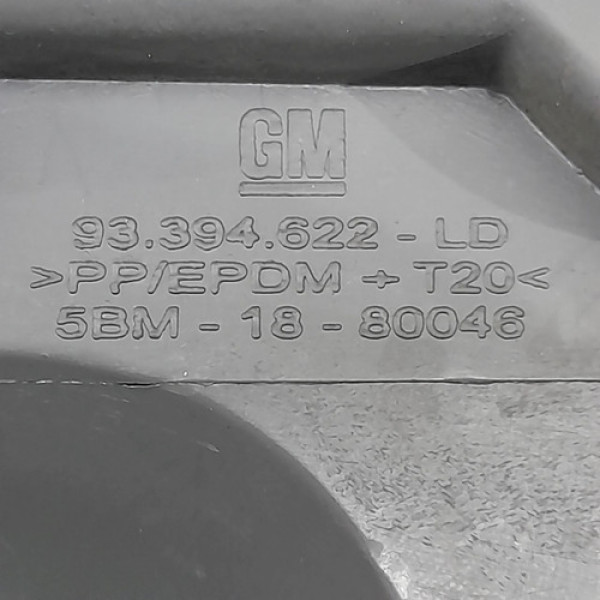 GM
93.394.622 - LD
>PP/EPDM + T20<
5BM - 18 - 80046